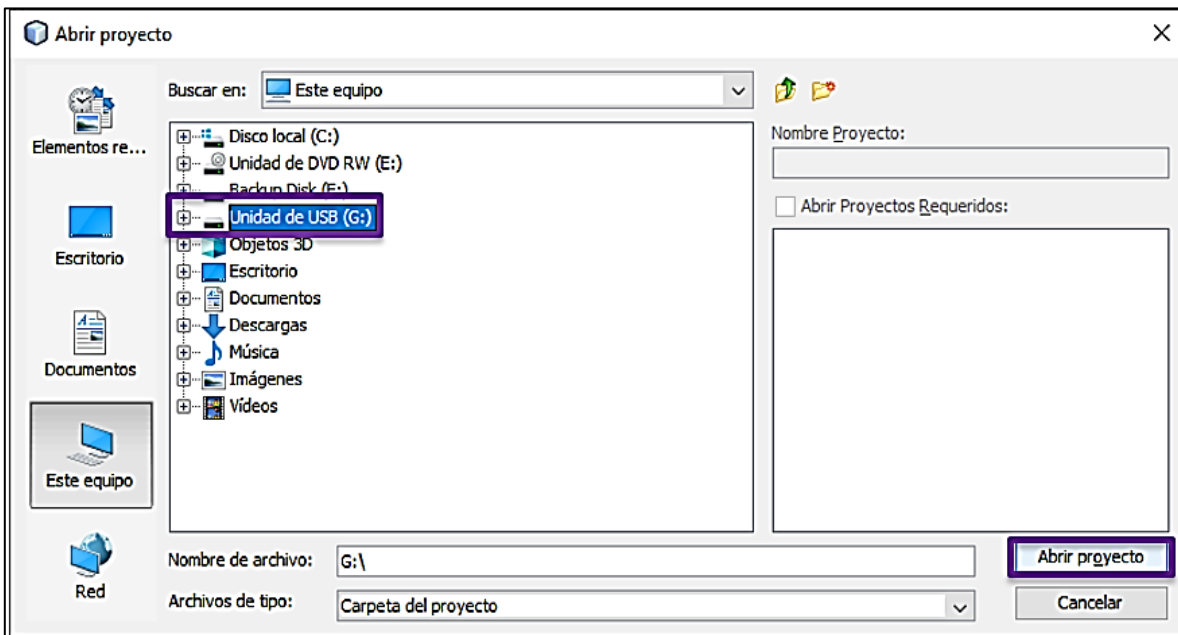 Abrir proyecto
Buscar en:
Este equipo
Elementos re...
Escritorio
Documentos
Este equipo
Red
Disco local (C:)
Unidad de DVD RW (E:)
Backup Disk (F:)
Unidad de USB (G:)
Objetos 3D
Escritorio
Documentos
Descargas
Música
Imágenes
Vídeos
Nombre Proyecto:
Abrir Proyectos Requeridos:
Nombre de archivo:
G:\
Abrir proyecto
Archivos de tipo:
Carpeta del proyecto
Cancelar